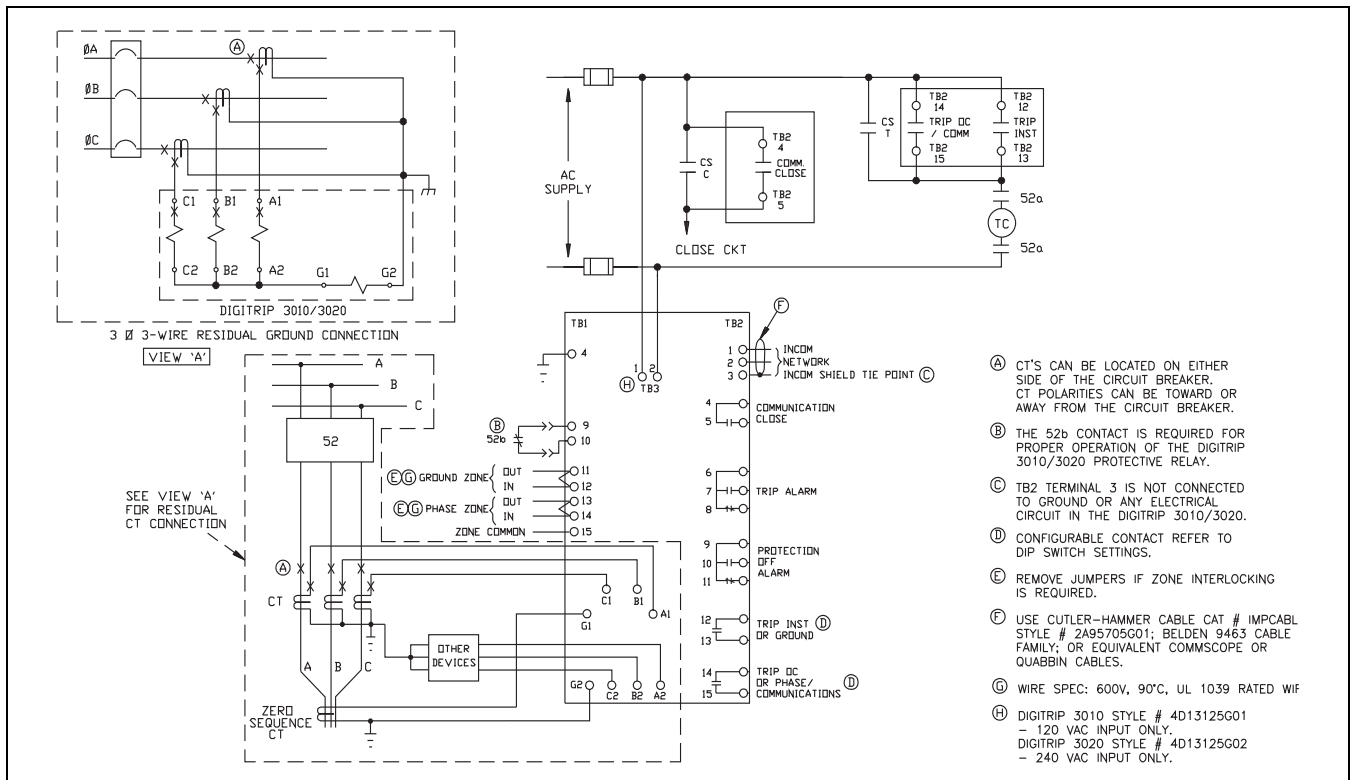 ØA
ØB
ØC
A
C1
B1
A1
C2
B2
A2
G1
G2
DIGITRIP 3010/3020
3 Ø 3-WIRE RESIDUAL GROUND CONNECTION
VIEW 'A'
AC
SUPPLY
CS
C
TB2
4
COMM.
CLOSE
TB2
5
CLOSE CKT
CS
T
TB2
14
TRIP OC
/ COMM
TB2
15
TB2
12
TRIP
INST
TB2
13
52a
TC
52a
SEE VIEW 'A'
FOR RESIDUAL
CT CONNECTION
A
B
C
52
A
CT
A
B
C
ZERO
SEQUENCE
CT
OTHER
DEVICES
TB1
4
B
52b
9
10
E G GROUND ZONE
OUT
IN
11
12
E G PHASE ZONE
OUT
IN
13
14
ZONE COMMON
15
C1
B1
A1
G1
G2
C2
B2
A2
H
1
2
TB3
TB2
F
1
2
3
INCOM
NETWORK
INCOM SHIELD TIE POINT C
4
5
COMMUNICATION
CLOSE
6
7
8
TRIP ALARM
9
10
11
PROTECTION
OFF
ALARM
12
13
TRIP INST D
OR GROUND
14
15
TRIP OC
OR PHASE/
COMMUNICATIONS D
A CT'S CAN BE LOCATED ON EITHER
SIDE OF THE CIRCUIT BREAKER.
CT POLARITIES CAN BE TOWARD OR
AWAY FROM THE CIRCUIT BREAKER.
B THE 52b CONTACT IS REQUIRED FOR
PROPER OPERATION OF THE DIGITRIP
3010/3020 PROTECTIVE RELAY.
C TB2 TERMINAL 3 IS NOT CONNECTED
TO GROUND OR ANY ELECTRICAL
CIRCUIT IN THE DIGITRIP 3010/3020.
D CONFIGURABLE CONTACT REFER TO
DIP SWITCH SETTINGS.
E REMOVE JUMPERS IF ZONE INTERLOCKING
IS REQUIRED.
F USE CUTLER-HAMMER CABLE CAT # IMPCABL
STYLE # 2A95705G01; BELDEN 9463 CABLE
FAMILY; OR EQUIVALENT COMMSCOPE OR
QUABBIN CABLES.
G WIRE SPEC: 600V, 90°C, UL 1039 RATED
H DIGITRIP 3010 STYLE # 4D13125G01
- 120 VAC INPUT ONLY.
DIGITRIP 3020 STYLE # 4D13125G02
- 240 VAC INPUT ONLY.